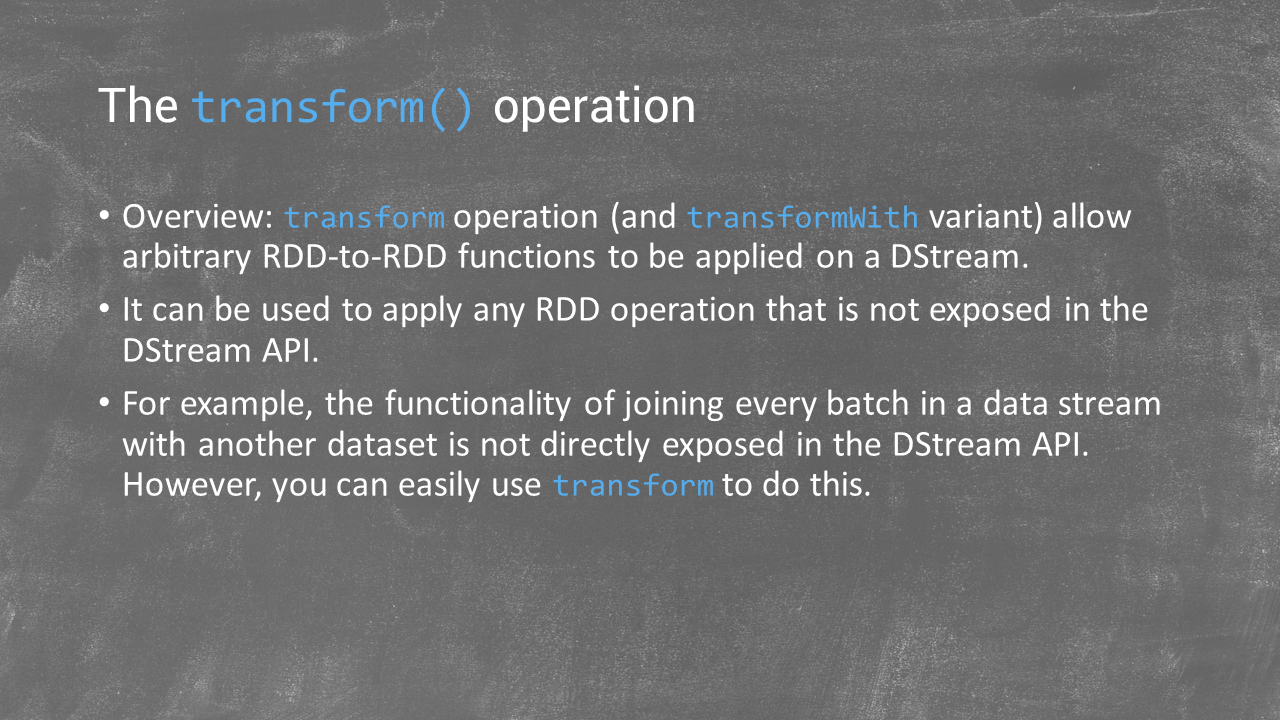 The transform() operation
• Overview: transform operation (and transformWith variant) allow
arbitrary RDD-to-RDD functions to be applied on a DStream.
• It can be used to apply any RDD operation that is not exposed in the
DStream API.
• For example, the functionality of joining every batch in a data stream
with another dataset is not directly exposed in the DStream API.
However, you can easily use transform to do this.